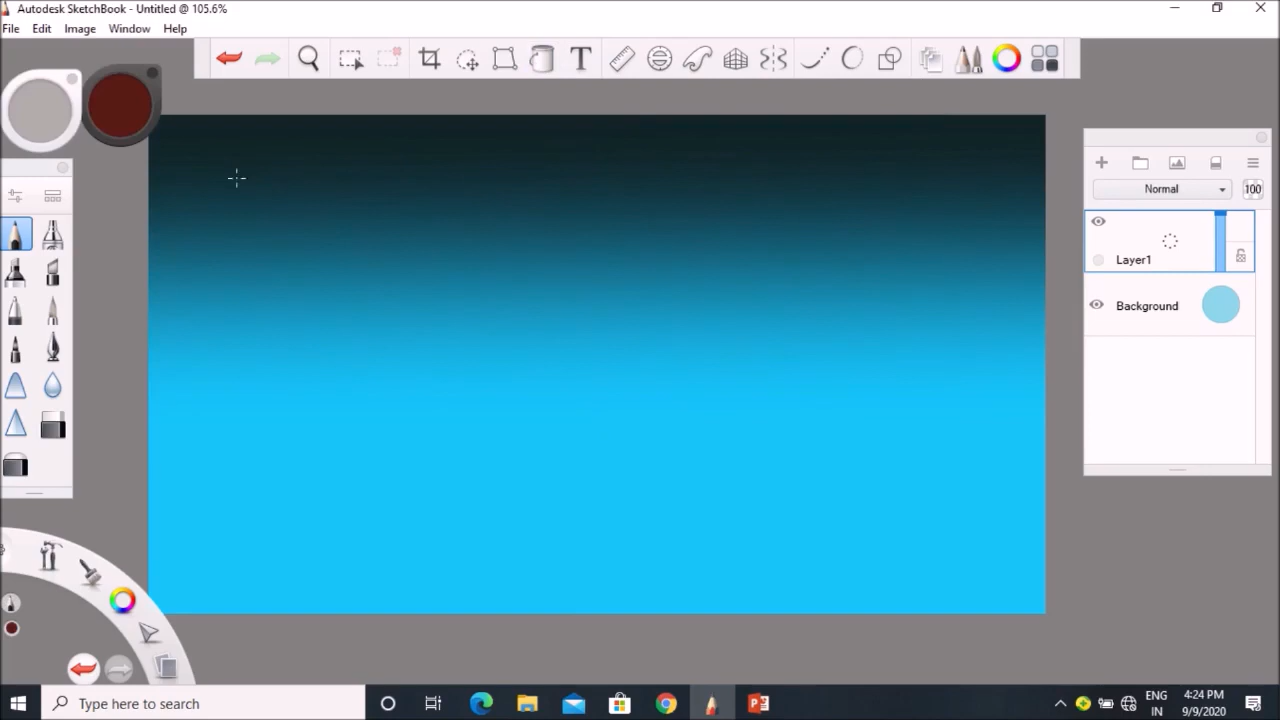 Autodesk SketchBook - Untitled @ 105.6%
File Edit Image Window Help
T
Normal 100
Layer1
Background
Type here to search
ENG 4:24 PM
IN 9/9/2020